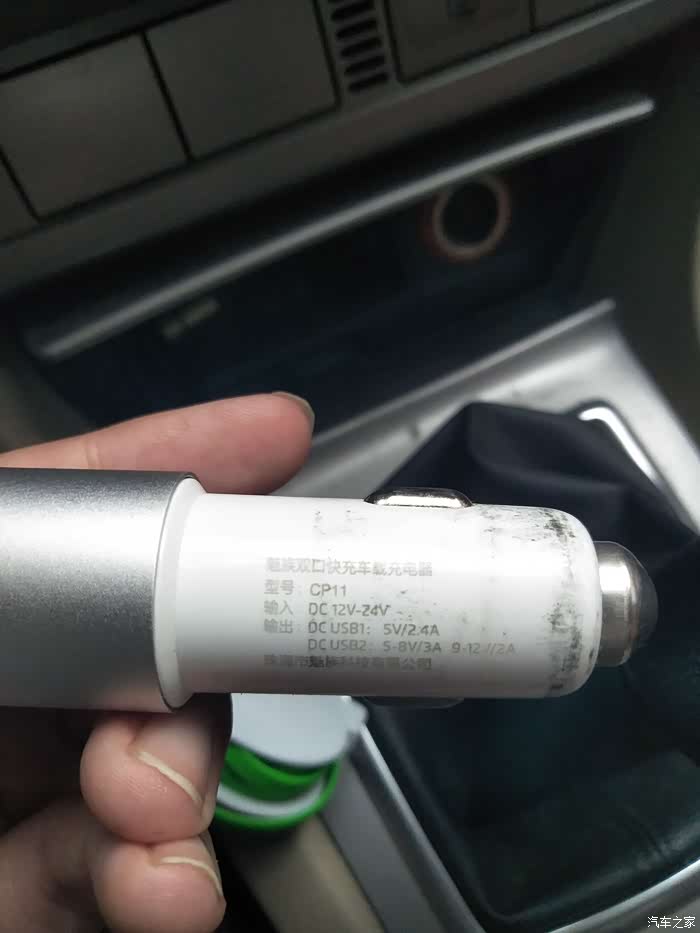 魅族双口快充车载充电器
型号：CP11
输入 DC 12V-24V
输出：DC USB1： 5V/2.4A
DC USB2： 5-8V/3A 9-12V/2A
珠海市魅族科技有限公司
汽车之家